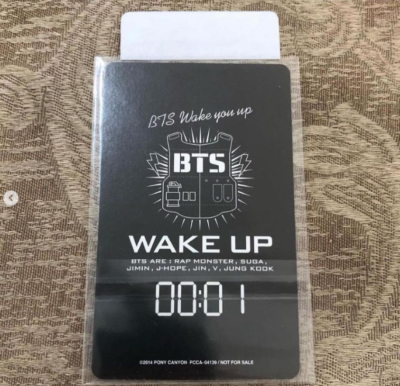 BTS Wake you up
BTS
WAKE UP
BTS ARE : RAP MONSTER, SUGA,
JIMIN, J-HOPE, JIN, V, JUNG KOOK
00:01
©2014 PONY CANYON PCCA-04139 / NOT FOR SALE